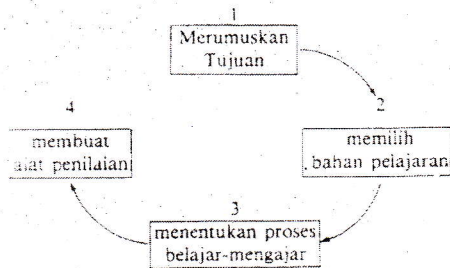 1
Merumuskan
Tujuan
4
2
membuat
alat penilaian
memilih
bahan pelajaran
3
menentukan proses
belajar-mengajar